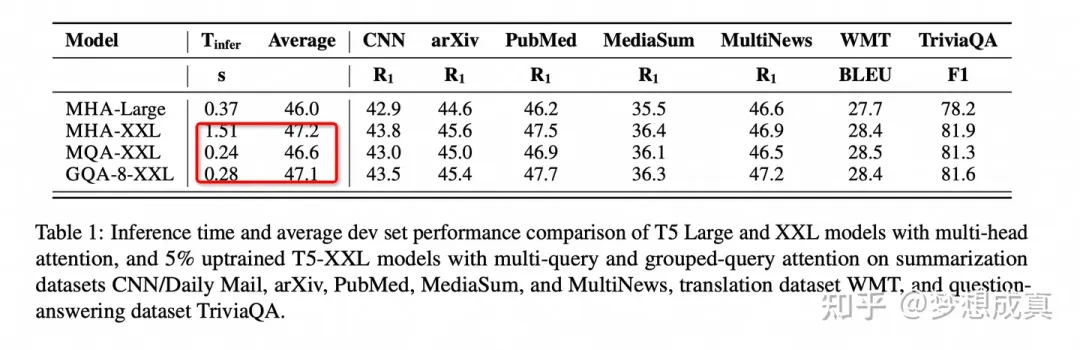 Model T_infer Average CNN arXiv PubMed MediaSum MultiNews WMT TriviaQA
s R₁ R₁ R₁ R₁ R₁ BLEU F1
MHA-Large 0.37 46.0 42.9 44.6 46.2 35.5 46.6 27.7 78.2
MHA-XXL 1.51 47.2 43.8 45.6 47.5 36.4 46.9 28.4 81.9
MQA-XXL 0.24 46.6 43.0 45.0 46.9 36.1 46.5 28.5 81.3
GQA-8-XXL 0.28 47.1 43.5 45.4 47.7 36.3 47.2 28.4 81.6
Table 1: Inference time and average dev set performance comparison of T5 Large and XXL models with multi-head
attention, and 5% uptrained T5-XXL models with multi-query and grouped-query attention on summarization
datasets CNN/Daily Mail, arXiv, PubMed, MediaSum, and MultiNews, translation dataset WMT, and question-
answering dataset TriviaQA.
知乎 @梦想成真